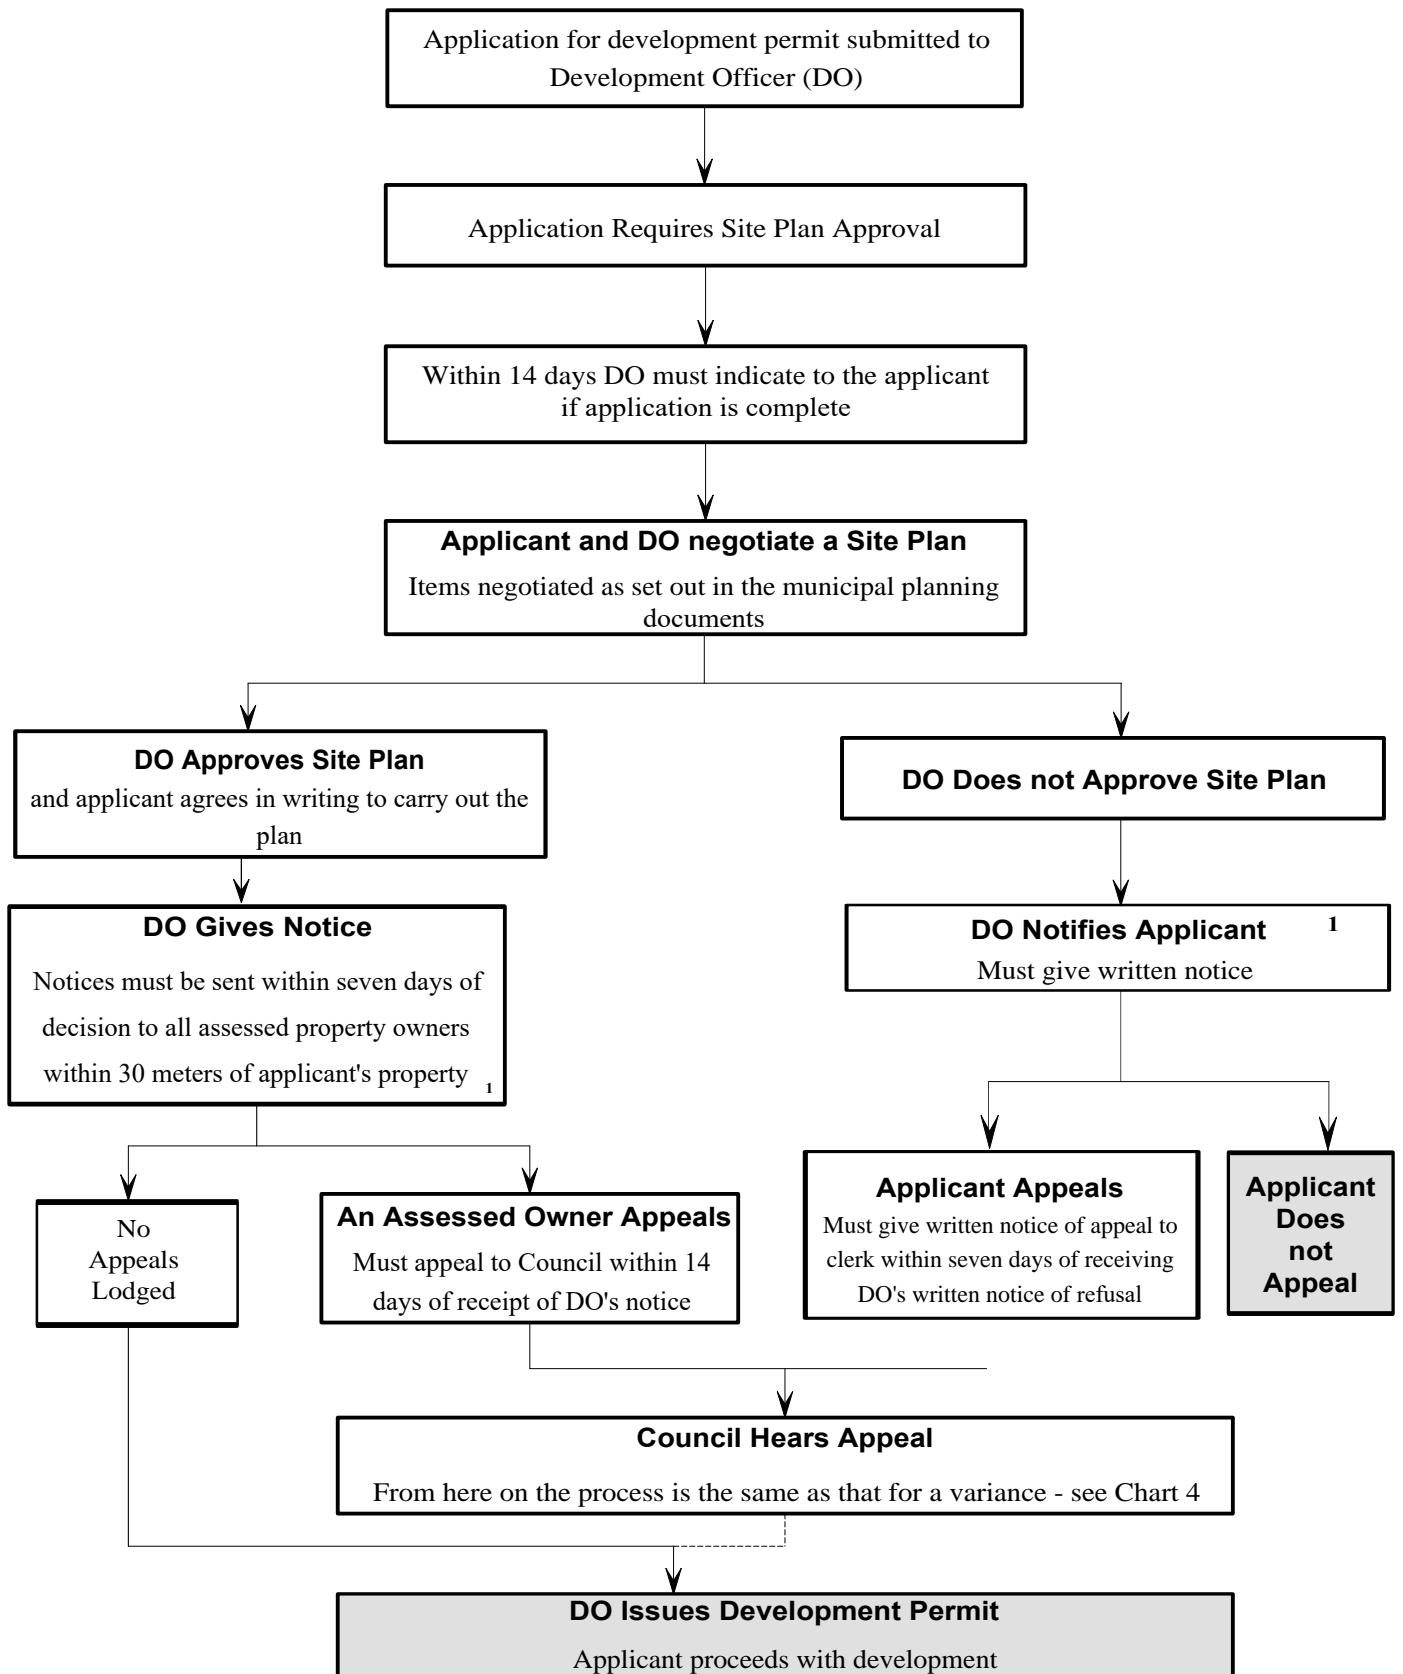 Application for development permit submitted to
Development Officer (DO)
Application Requires Site Plan Approval
Within 14 days DO must indicate to the applicant
if application is complete
Applicant and DO negotiate a Site Plan
Items negotiated as set out in the municipal planning
documents
DO Approves Site Plan
and applicant agrees in writing to carry out the
plan
DO Does not Approve Site Plan
DO Gives Notice
Notices must be sent within seven days of
decision to all assessed property owners
within 30 meters of applicant's property 1
DO Notifies Applicant 1
Must give written notice
No
Appeals
Lodged
An Assessed Owner Appeals
Must appeal to Council within 14
days of receipt of DO's notice
Applicant Appeals
Must give written notice of appeal to
clerk within seven days of receiving
DO's written notice of refusal
Applicant
Does
not
Appeal
Council Hears Appeal
From here on the process is the same as that for a variance - see Chart 4
DO Issues Development Permit
Applicant proceeds with development